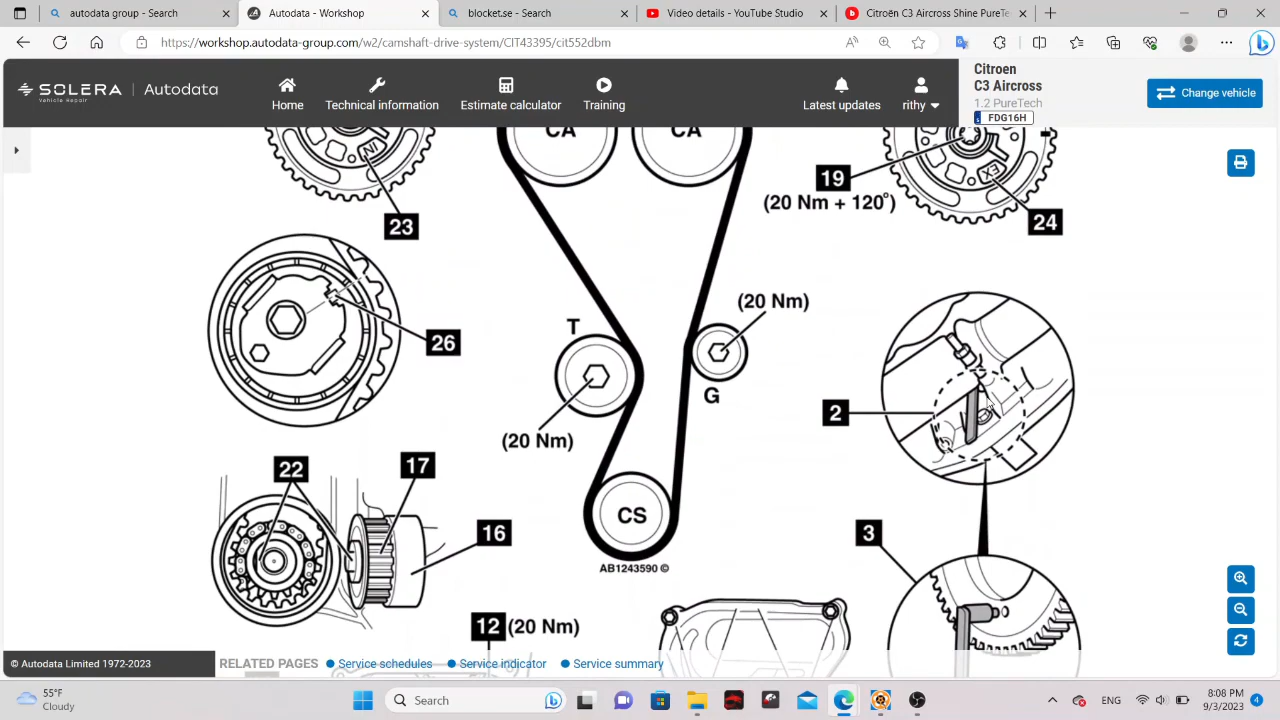 autodata group - Search
Autodata - Workshop
blocket.se - Search
Video details - YouTube Studio
Citroën C3 Aircross Shine PureTe
https://workshop.autodata-group.com/w2/camshaft-drive-system/CIT43395/cit552dbm
SOLERA
Vehicle Repair
Autodata
Home
Technical information
Estimate calculator
Training
Latest updates
rithy
Citroen
C3 Aircross
1.2 PureTech
FDG16H
Change vehicle
CA
CA
IN
EX
23
19
(20 Nm + 120°)
24
26
T
(20 Nm)
G
(20 Nm)
2
22
17
16
CS
3
AB1243590 ©
12 (20 Nm)
© Autodata Limited 1972-2023
RELATED PAGES
Service schedules
Service indicator
Service summary
55°F
Cloudy
Search
8:08 PM
9/3/2023
4